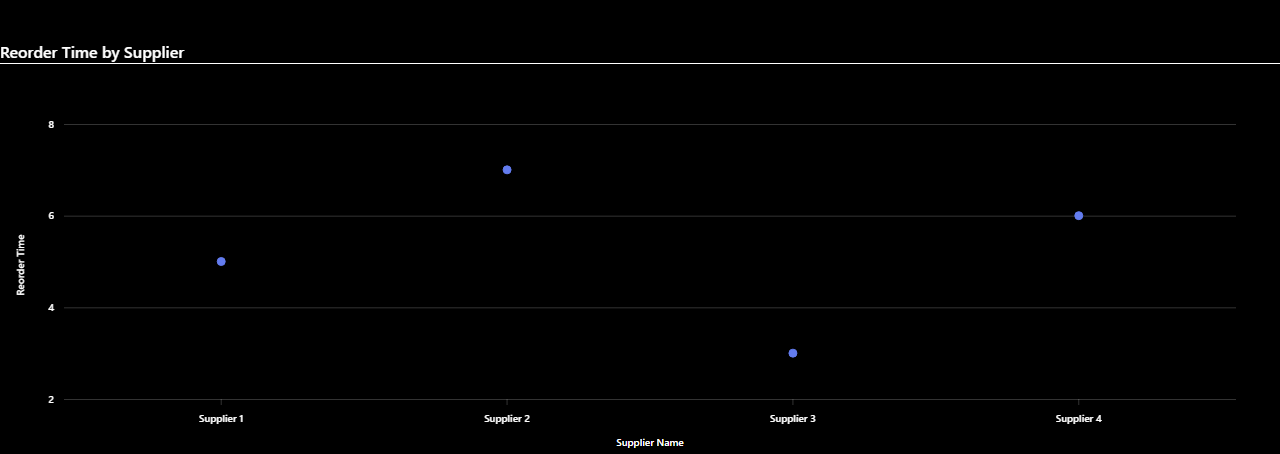 Reorder Time by Supplier
8
6
4
2
Reorder Time
Supplier 1
Supplier 2
Supplier 3
Supplier 4
Supplier Name